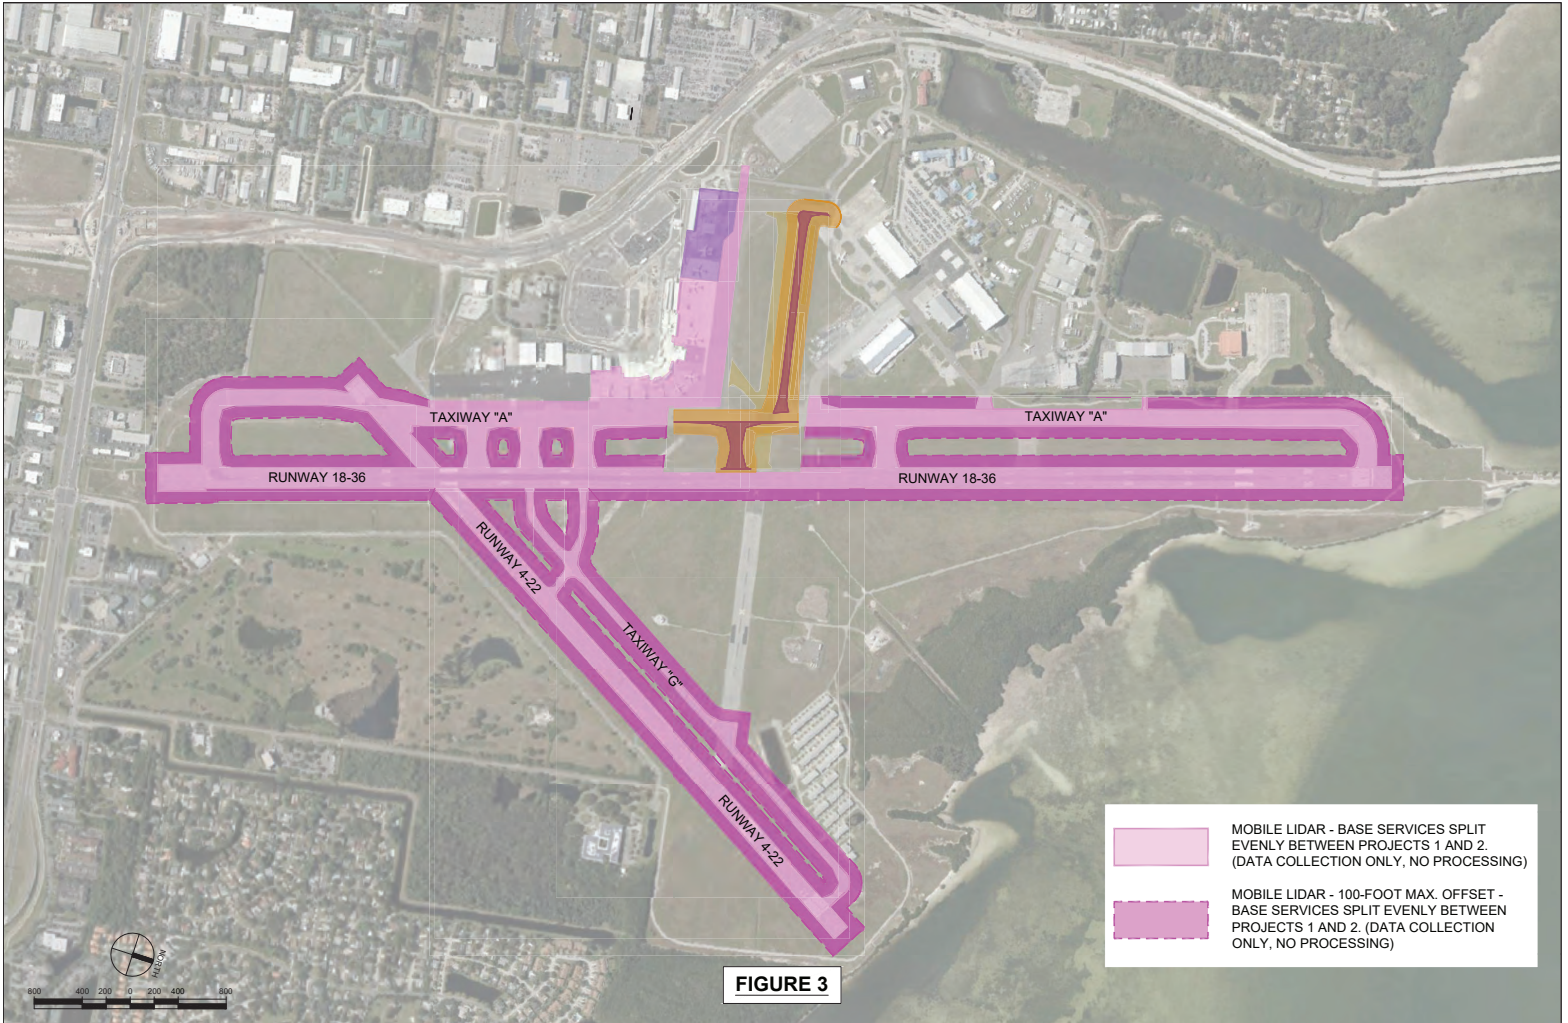 TAXIWAY "A"
TAXIWAY "A"
RUNWAY 18-36
RUNWAY 18-36
RUNWAY 4-22
TAXIWAY "G"
RUNWAY 4-22
MOBILE LIDAR - BASE SERVICES SPLIT
EVENLY BETWEEN PROJECTS 1 AND 2.
(DATA COLLECTION ONLY, NO PROCESSING)
MOBILE LIDAR - 100-FOOT MAX. OFFSET -
BASE SERVICES SPLIT EVENLY BETWEEN
PROJECTS 1 AND 2. (DATA COLLECTION
ONLY, NO PROCESSING)
NORTH
800 400 200 0 200 400 800
FIGURE 3